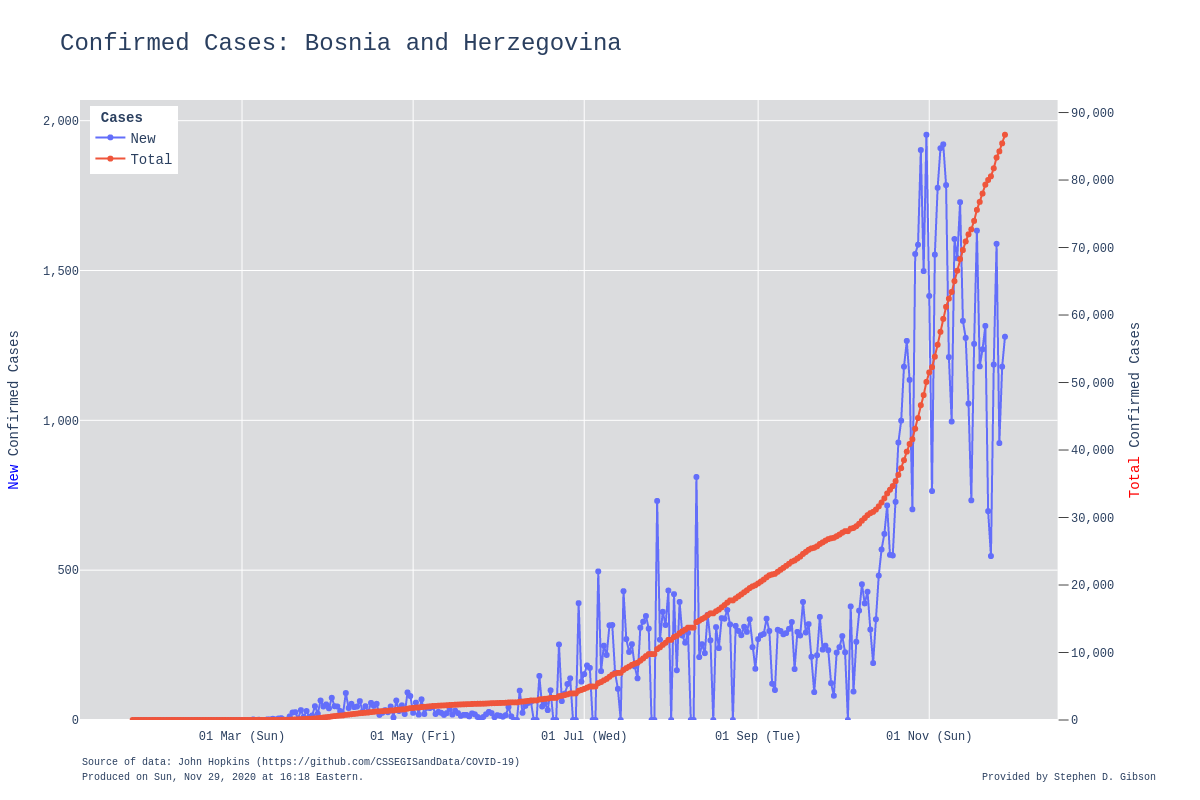 Confirmed Cases: Bosnia and Herzegovina
Cases
New
Total
2,000
1,500
1,000
500
0
90,000
80,000
70,000
60,000
50,000
40,000
30,000
20,000
10,000
0
New Confirmed Cases
Total Confirmed Cases
01 Mar (Sun)
01 May (Fri)
01 Jul (Wed)
01 Sep (Tue)
01 Nov (Sun)
Source of data: John Hopkins (https://github.com/CSSEGISandData/COVID-19)
Produced on Sun, Nov 29, 2020 at 16:18 Eastern.
Provided by Stephen D. Gibson